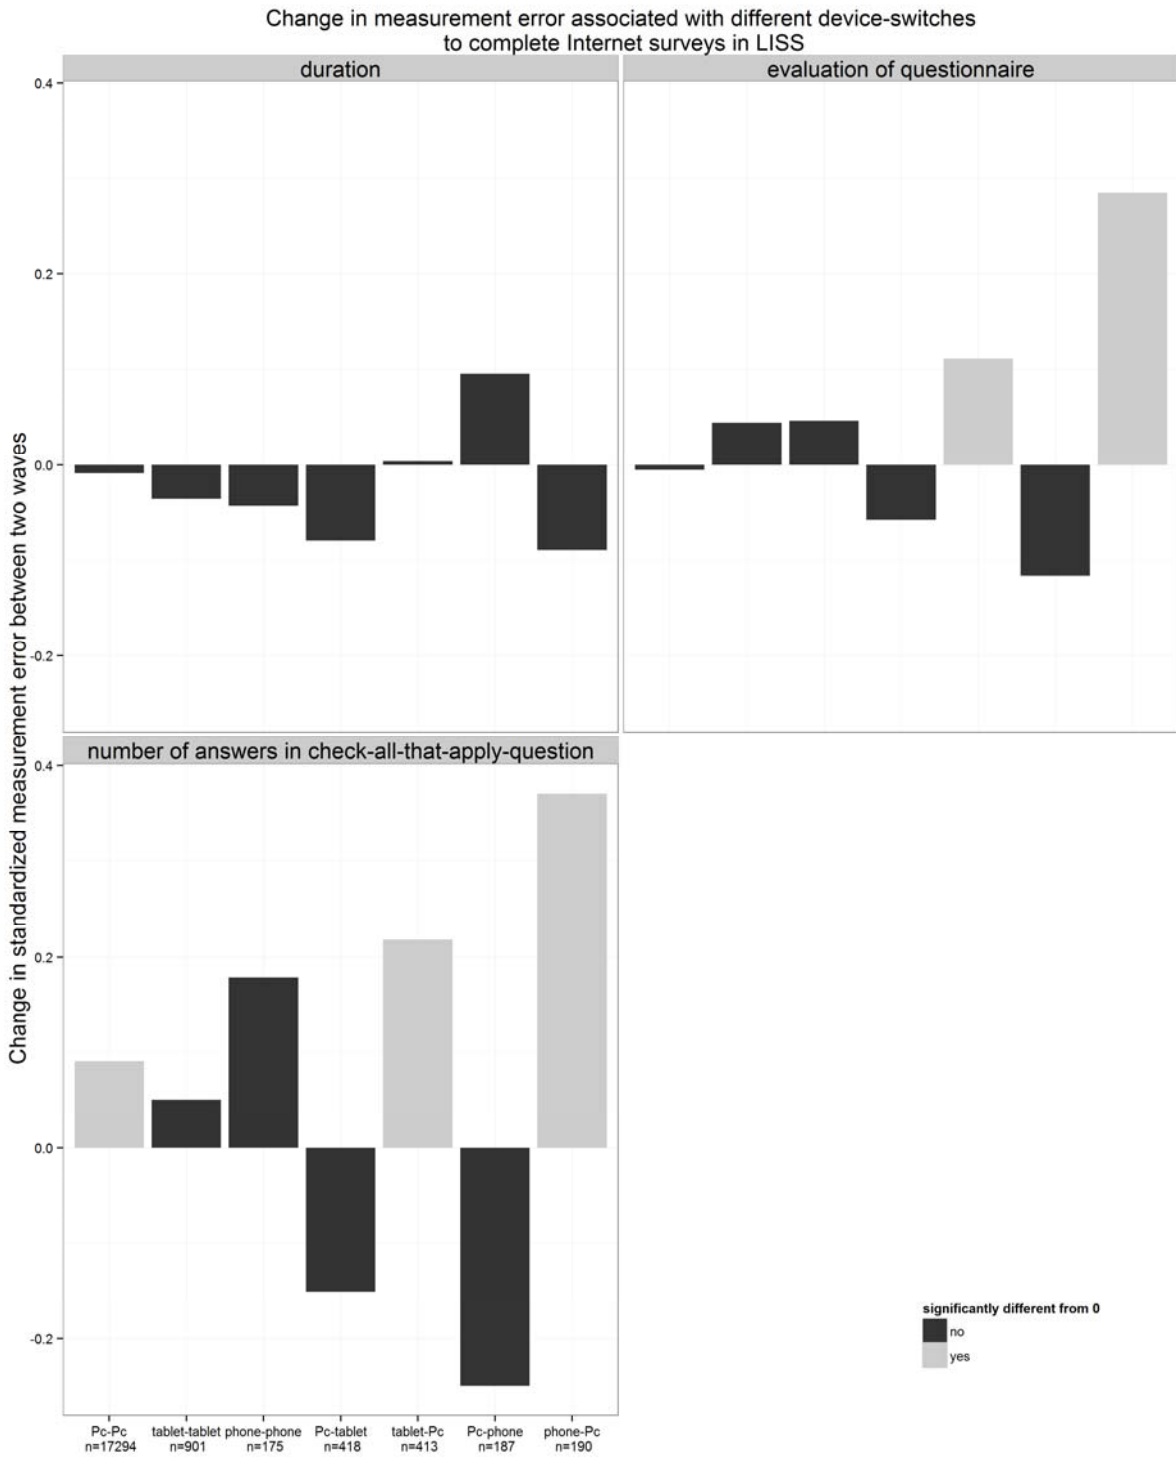 Change in measurement error associated with different device-switches
to complete Internet surveys in LISS
duration
evaluation of questionnaire
0.4
0.2
0.0
-0.2
Change in standardized measurement error between two waves
number of answers in check-all-that-apply-question
0.4
0.2
0.0
-0.2
Pc-Pc tablet-tablet phone-phone Pc-tablet tablet-Pc Pc-phone phone-Pc
n=17294 n=901 n=175 n=418 n=413 n=187 n=190
significantly different from 0
no
yes